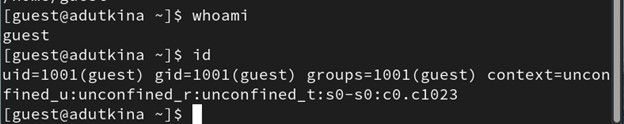 [guest@adutkina ~]$ whoami
guest
[guest@adutkina ~]$ id
uid=1001(guest) gid=1001(guest) groups=1001(guest) context=uncon
fined_u:unconfined_r:unconfined_t:s0-s0:c0.c1023
[guest@adutkina ~]$